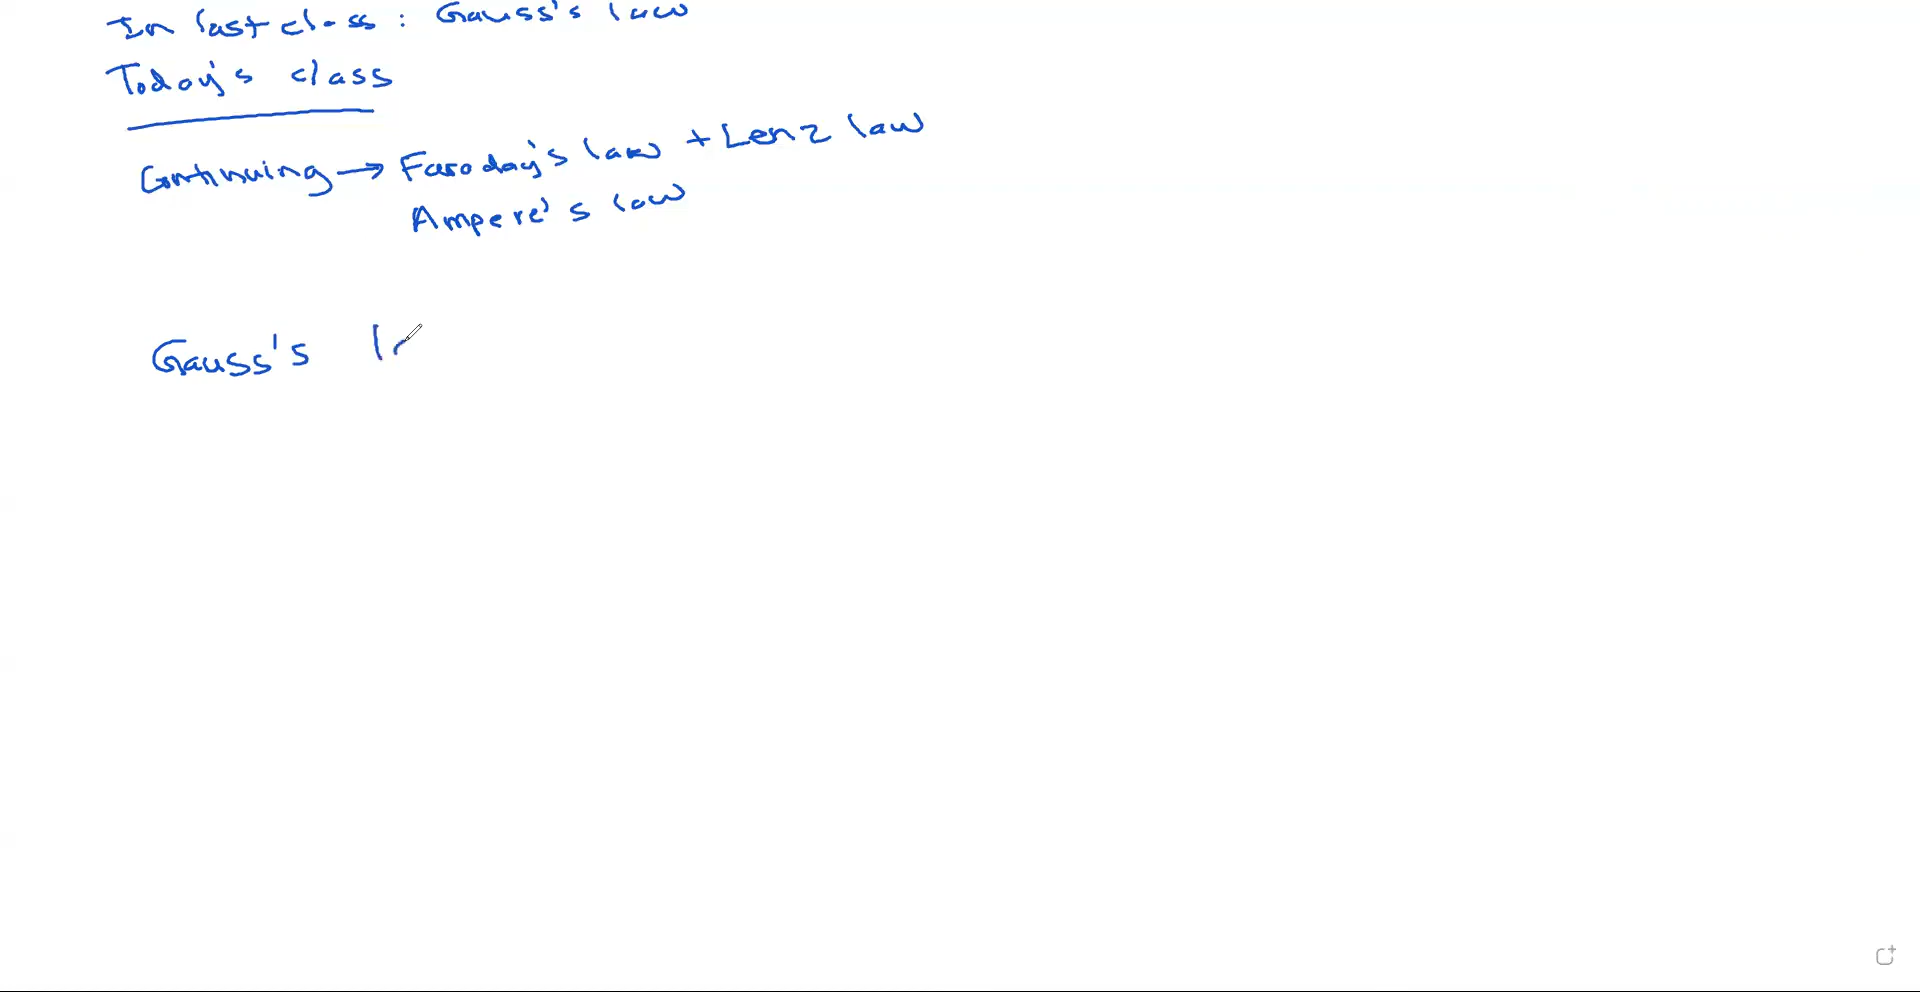 In last class : Gauss's law
Today's class
Continuing → Faraday's law + Lenz law
Ampere's law
Gauss's